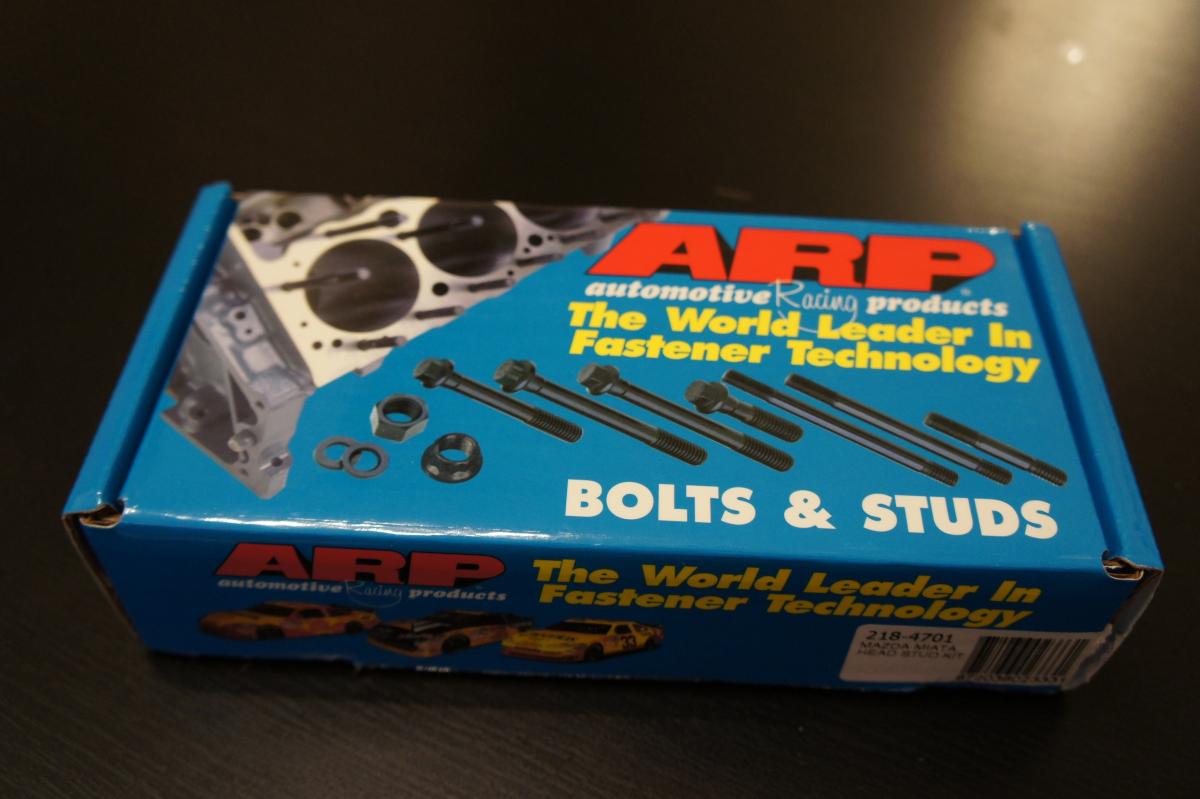 ARP
automotive Racing products
The World Leader In
Fastener Technology
BOLTS & STUDS
ARP
automotive Racing products
The World Leader In
Fastener Technology
33
218-4701
MAZDA MIATA
HEAD STUD KIT